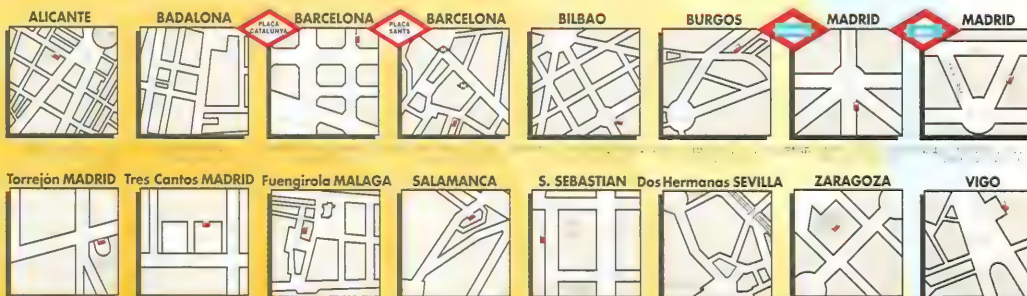 ALICANTE
BADALONA
PLAÇA
CATALUNYA
BARCELONA
PLAÇA
SANTS
BARCELONA
BILBAO
BURGOS
MADRID
MADRID
Torrejón MADRID
Tres Cantos MADRID
Fuengirola MALAGA
SALAMANCA
S. SEBASTIAN
Dos Hermanas SEVILLA
ZARAGOZA
VIGO